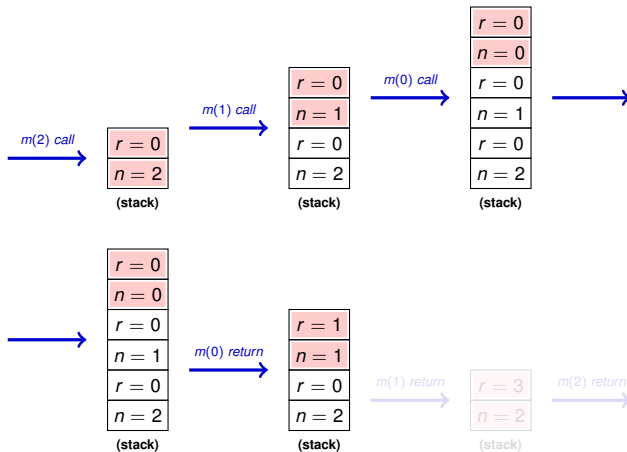 m(2) call
r = 0
n = 2
(stack)
m(1) call
r = 0
n = 1
r = 0
n = 2
(stack)
m(0) call
r = 0
n = 0
r = 0
n = 1
r = 0
n = 2
(stack)
r = 0
n = 0
r = 0
n = 1
r = 0
n = 2
(stack)
m(0) return
r = 1
n = 1
r = 0
n = 2
(stack)
m(1) return
r = 3
n = 2
(stack)
m(2) return